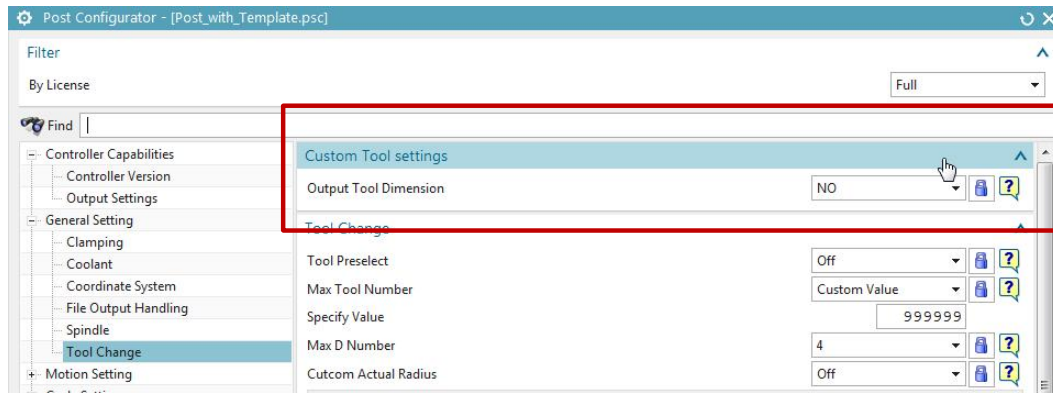 Post Configurator - [Post_with_Template.psc]
Filter
By License Full
Find
Controller Capabilities
Controller Version
Output Settings
General Setting
Clamping
Coolant
Coordinate System
File Output Handling
Spindle
Tool Change
Motion Setting
Custom Tool settings
Output Tool Dimension NO
Tool Change
Tool Preselect Off
Max Tool Number Custom Value
Specify Value 999999
Max D Number 4
Cutcom Actual Radius Off